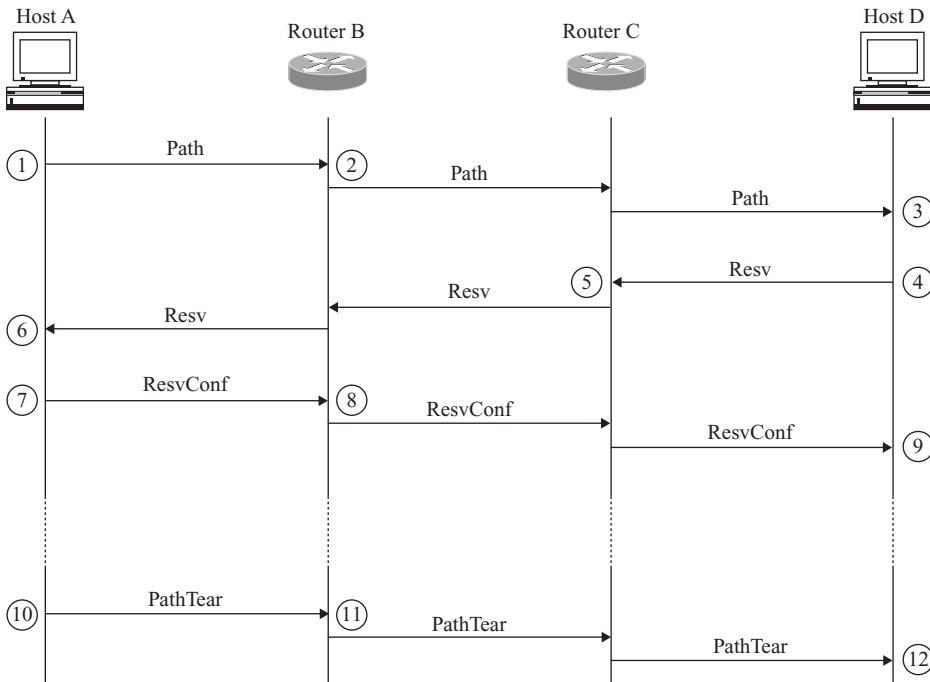 Host A
Router B
Router C
Host D
1
Path
2
Path
Path
3
Resv
4
5
Resv
Resv
6
7
ResvConf
8
ResvConf
ResvConf
9
10
PathTear
11
PathTear
PathTear
12